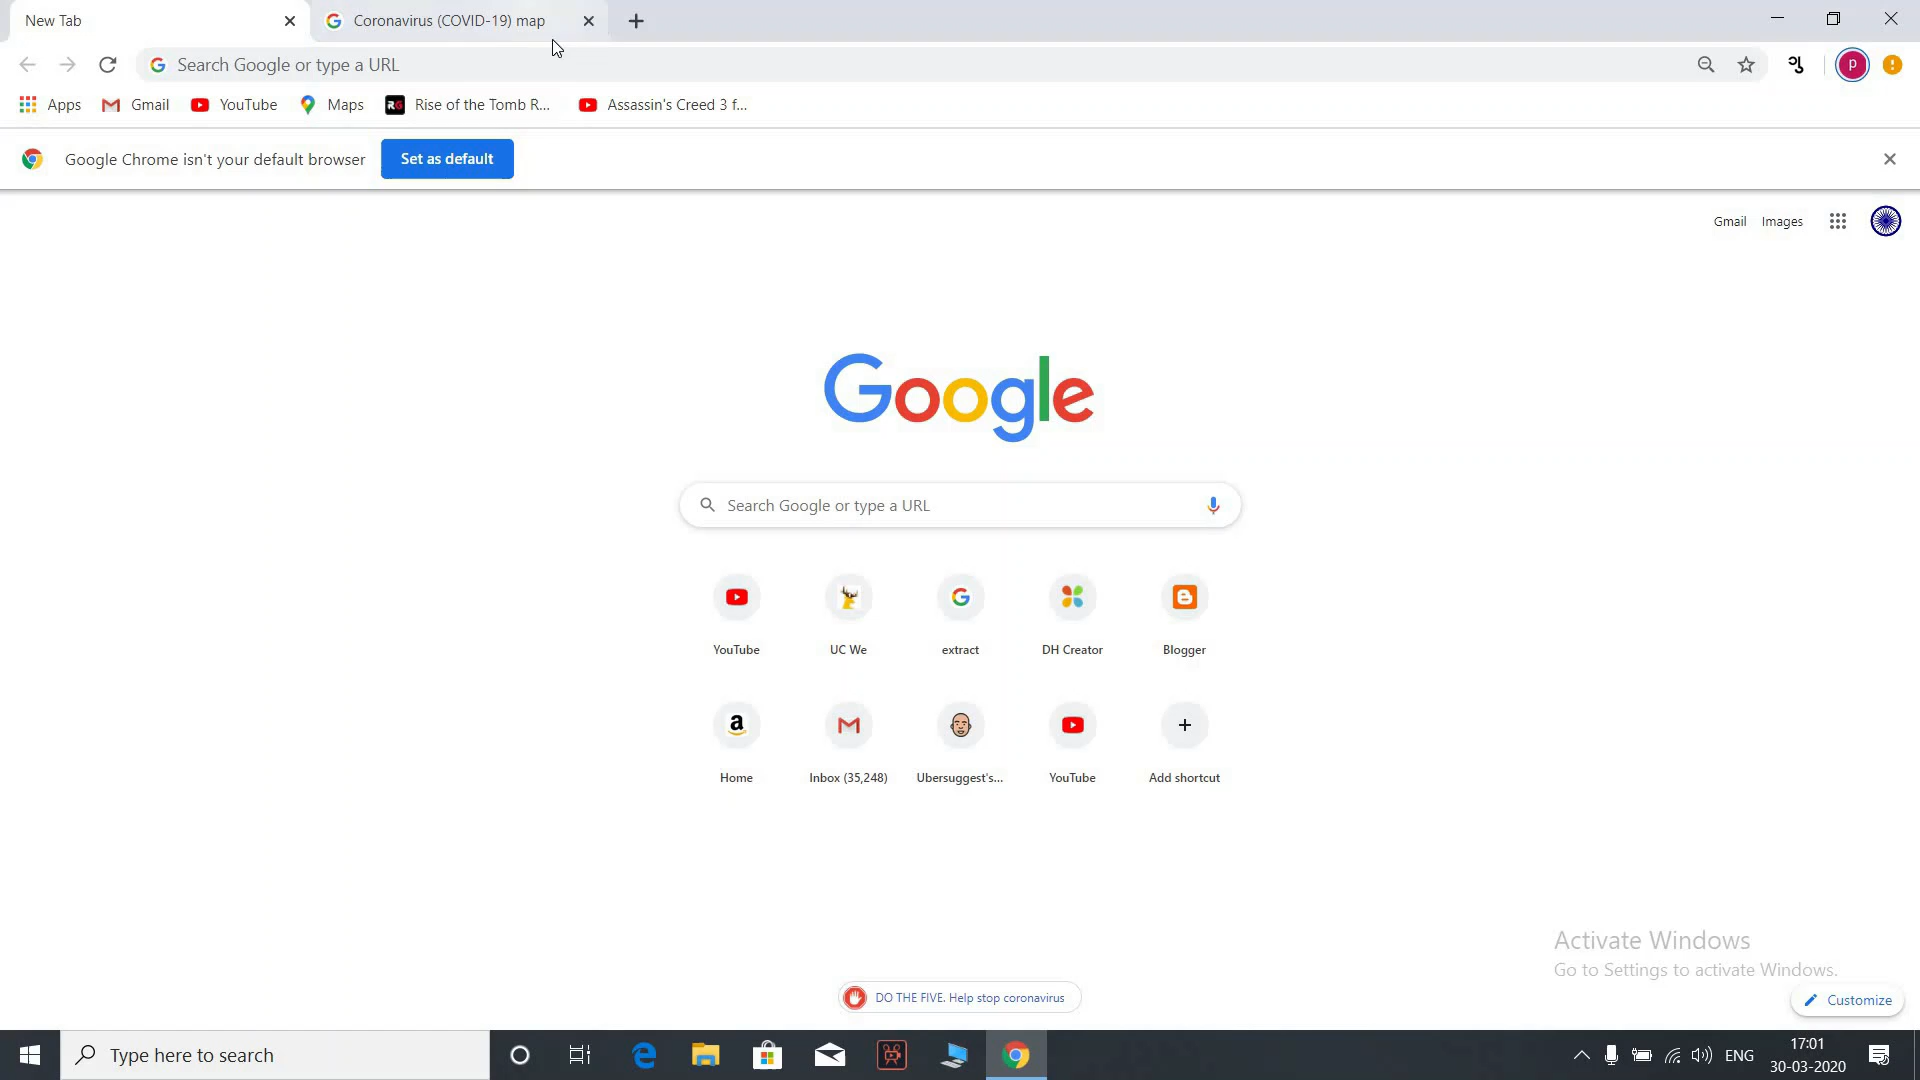 New Tab
Coronavirus (COVID-19) map
Search Google or type a URL
P
Apps
Gmail
YouTube
Maps
RG
Rise of the Tomb R...
Assassin's Creed 3 f...
Google Chrome isn't your default browser
Set as default
Gmail
Images
Google
Search Google or type a URL
YouTube
UC We
extract
DH Creator
Blogger
Home
Inbox (35,248)
Ubersuggest's...
YouTube
Add shortcut
Activate Windows
Go to Settings to activate Windows.
DO THE FIVE. Help stop coronavirus
Customize
Type here to search
ENG
17:01
30-03-2020